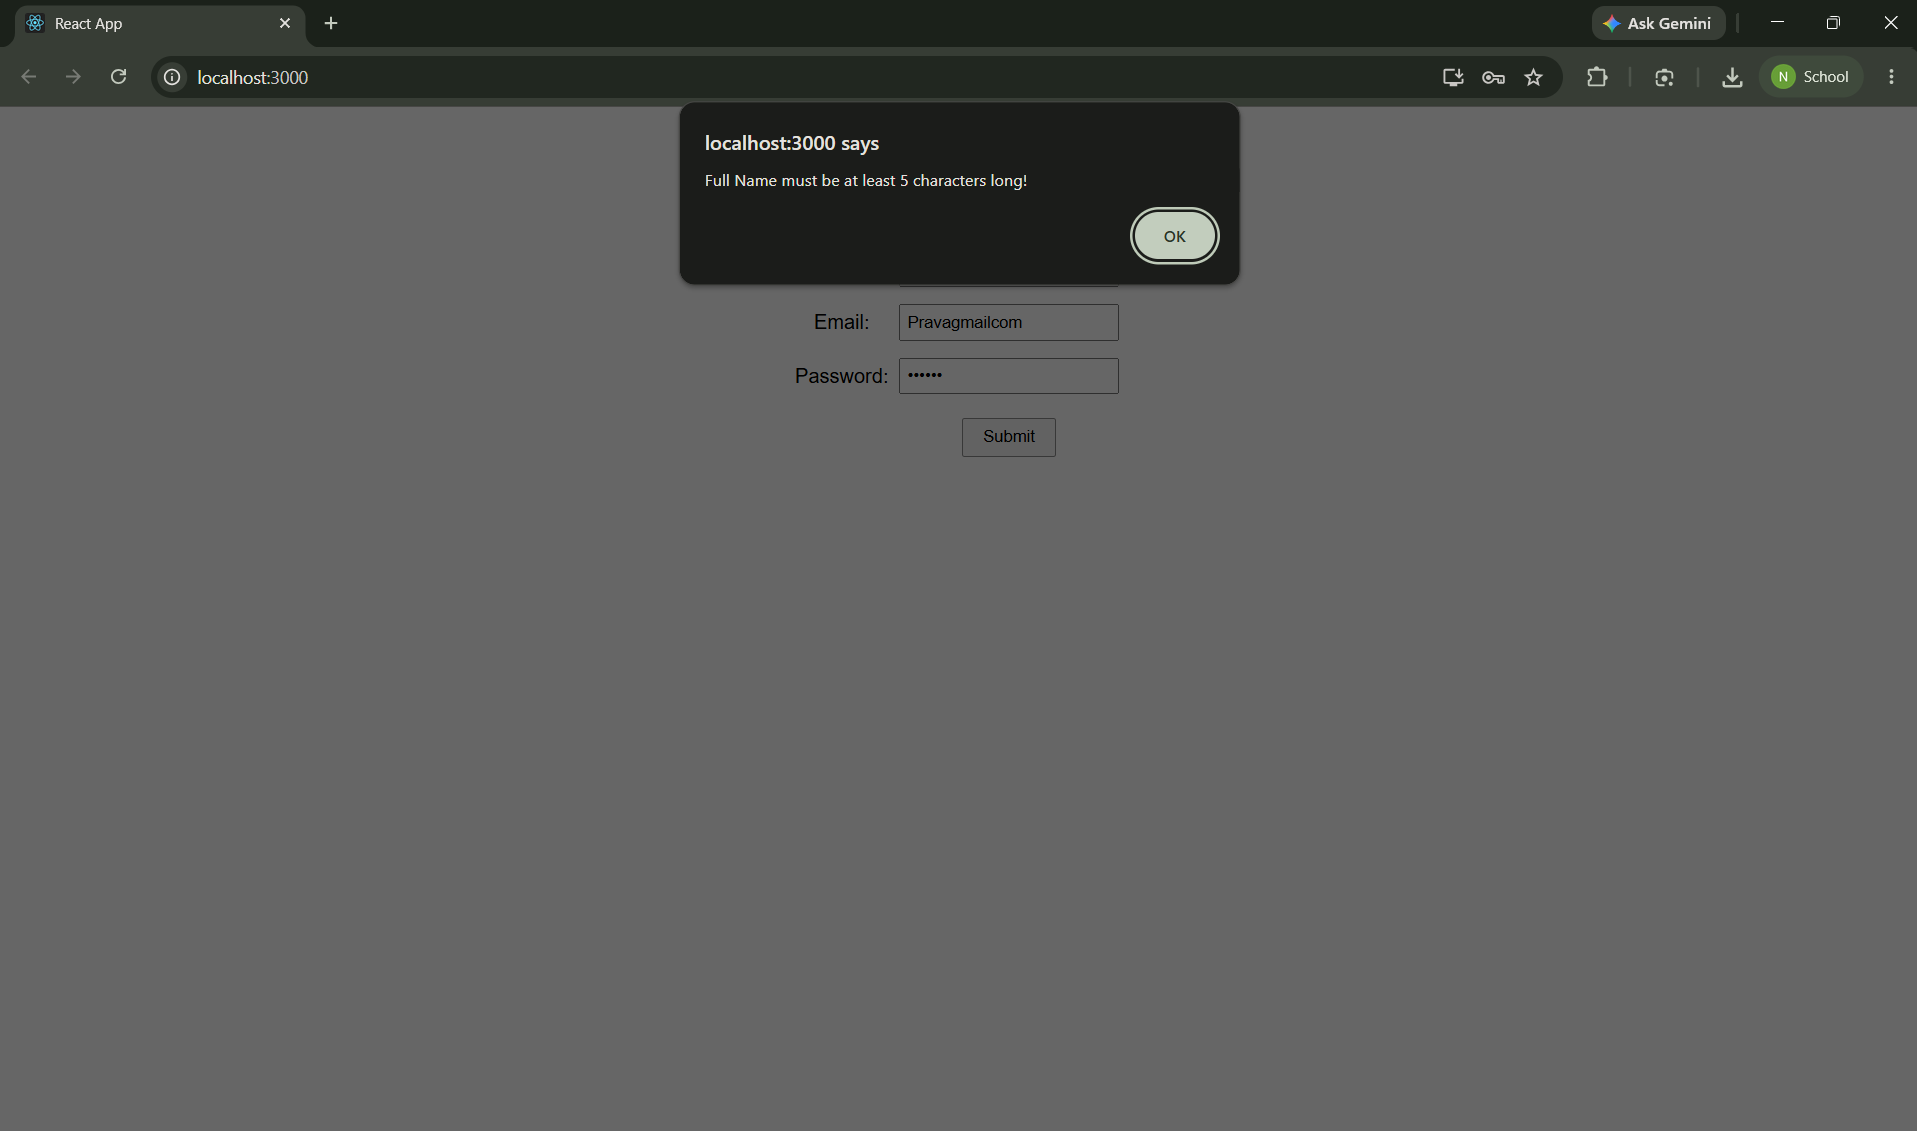 React App
Ask Gemini
localhost:3000
N School
localhost:3000 says
Full Name must be at least 5 characters long!
OK
Email: Pravagmailcom
Password: ••••••
Submit